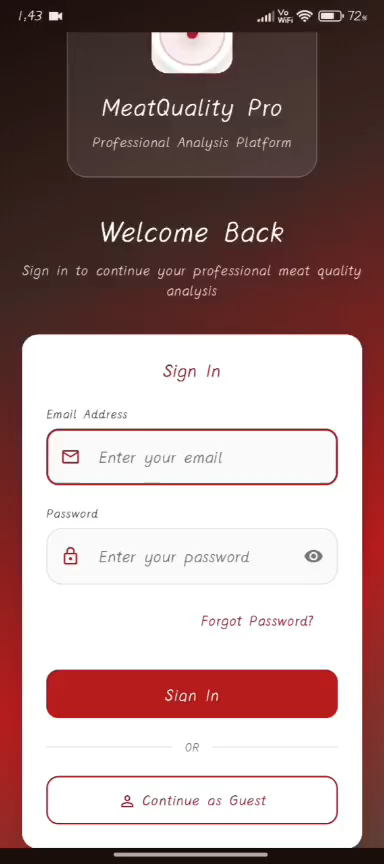 1,43
Vo
WiFi
72%
MeatQuality Pro
Professional Analysis Platform
Welcome Back
Sign in to continue your professional meat quality
analysis
Sign In
Email Address
Enter your email
Password
Enter your password
Forgot Password?
Sign In
OR
Continue as Guest